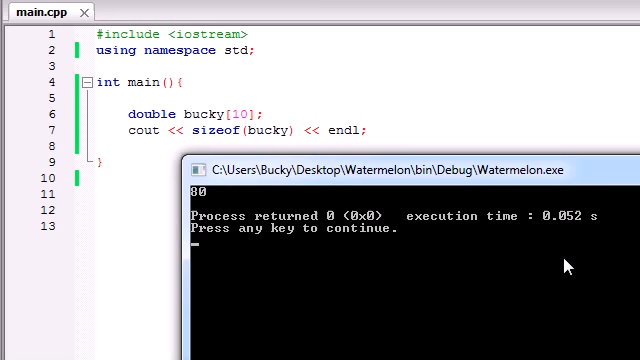 main.cpp
1 #include <iostream>
2 using namespace std;
3
4 int main(){
5
6 double bucky[10];
7 cout << sizeof(bucky) << endl;
8
9 }
10
11
12
13
C:\Users\Bucky\Desktop\Watermelon\bin\Debug\Watermelon.exe
80
Process returned 0 (0x0) execution time : 0.052 s
Press any key to continue.